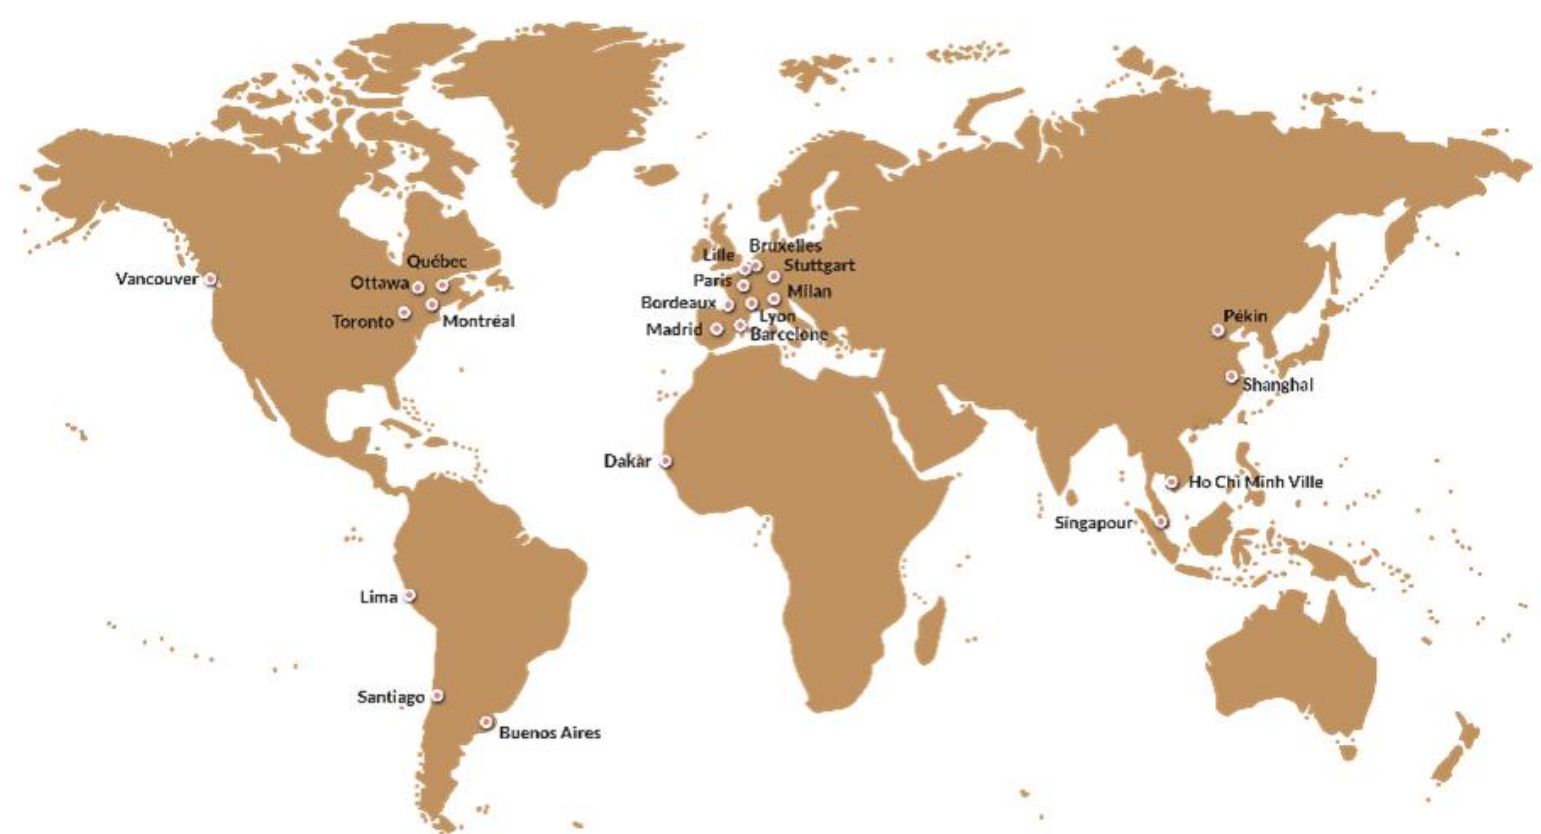 Bruxelles
Lille
Québec
Stuttgart
Vancouver
Ottawa
Paris
Milan
Bordeaux
Lyon
Pékin
Toronto
Montréal
Madrid
Barcelone
Shanghaï
Dakar
Ho Chi Minh Ville
Singapour
Lima
Santiago
Buenos Aires